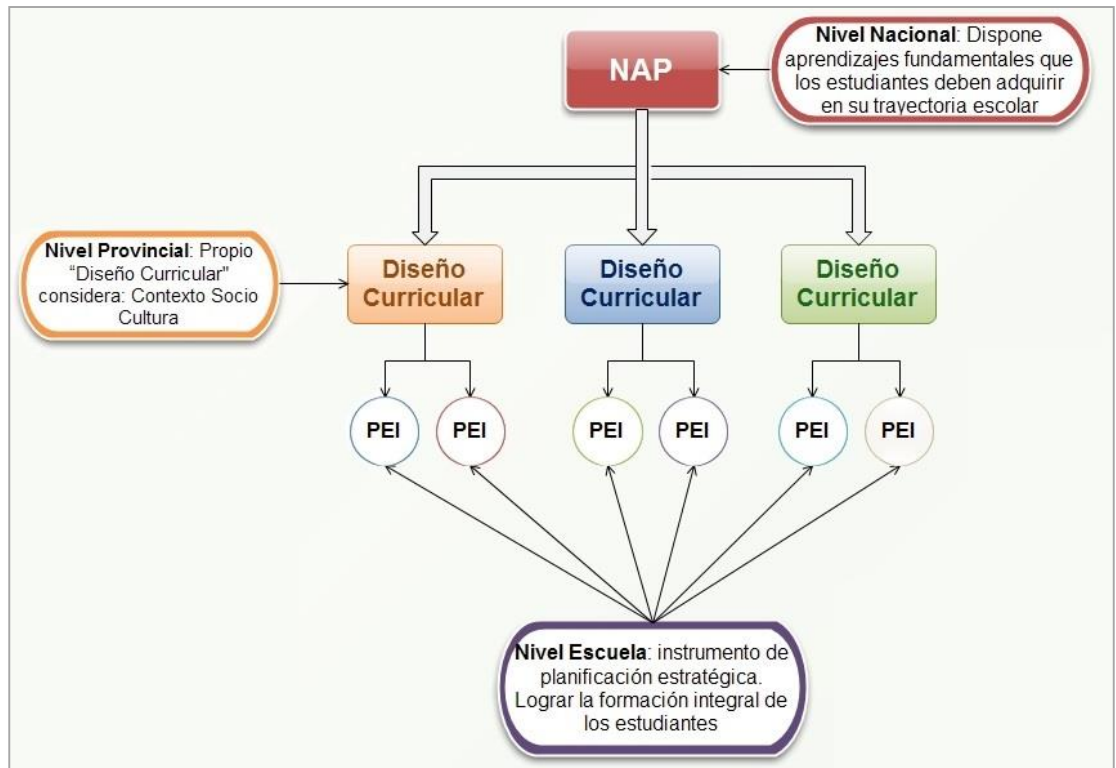 NAP
Nivel Nacional: Dispone
aprendizajes fundamentales que
los estudiantes deben adquirir
en su trayectoria escolar
Nivel Provincial: Propio
“Diseño Curricular"
considera: Contexto Socio
Cultura
Diseño
Curricular
Diseño
Curricular
Diseño
Curricular
PEI
PEI
PEI
PEI
PEI
PEI
Nivel Escuela: instrumento de
planificación estratégica.
Lograr la formación integral de
los estudiantes